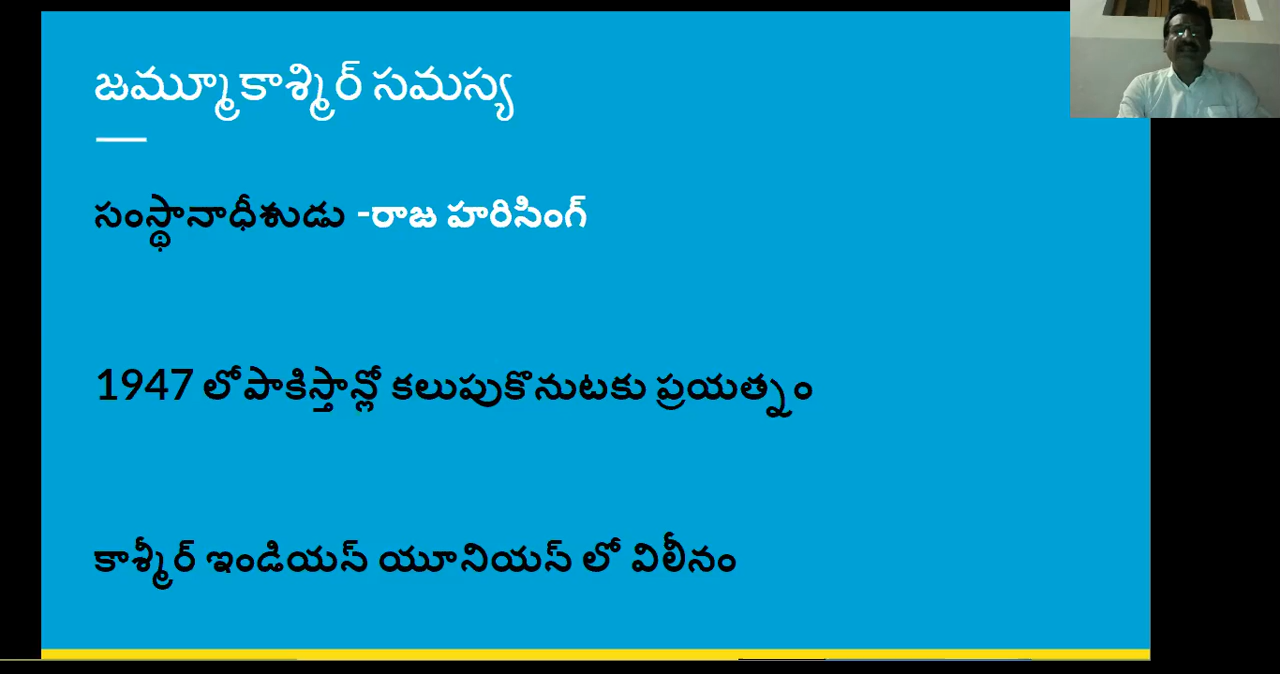 జమ్మూకాశ్మిర్ సమస్య
సంస్థానాధీశుడు -రాజ హరిసింగ్
1947 లోపాకిస్తాన్లో కలుపుకొనుటకు ప్రయత్నం
కాశ్మీర్ ఇండియన్ యూనియన్ లో విలీనం